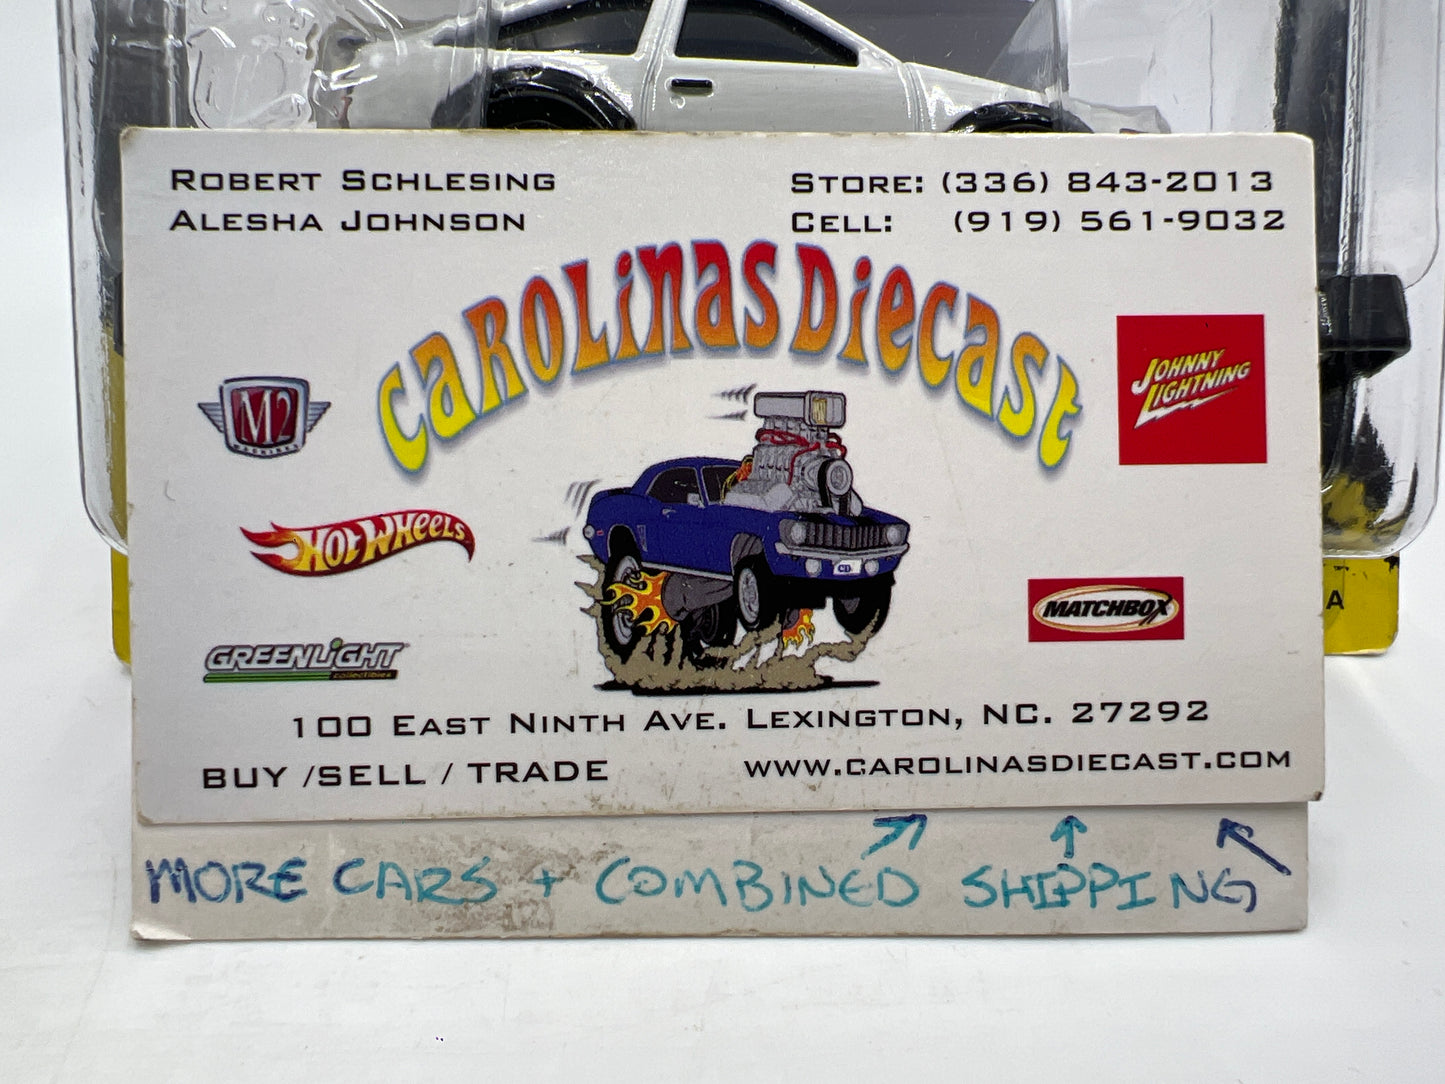 ROBERT SCHLESING
ALESHA JOHNSON
STORE: (336) 843-2013
CELL: (919) 561-9032
CAROLINAS DIECAST
M2
MACHINES
JOHNNY
LIGHTNING
HOT WHEELS
CD
MATCHBOX
GREENLIGHT
collectibles
A
100 EAST NINTH AVE. LEXINGTON, NC. 27292
BUY /SELL / TRADE
WWW.CAROLINASDIECAST.COM
MORE CARS + COMBINED SHIPPING